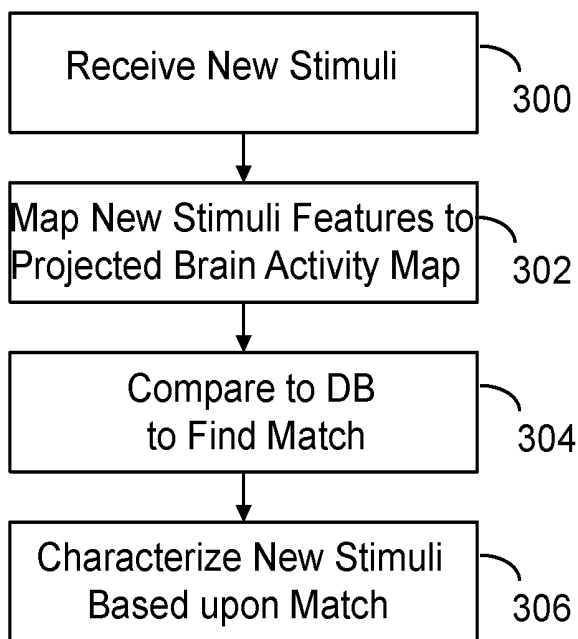 Receive New Stimuli
300
Map New Stimuli Features to
Projected Brain Activity Map
302
Compare to DB
to Find Match
304
Characterize New Stimuli
Based upon Match
306